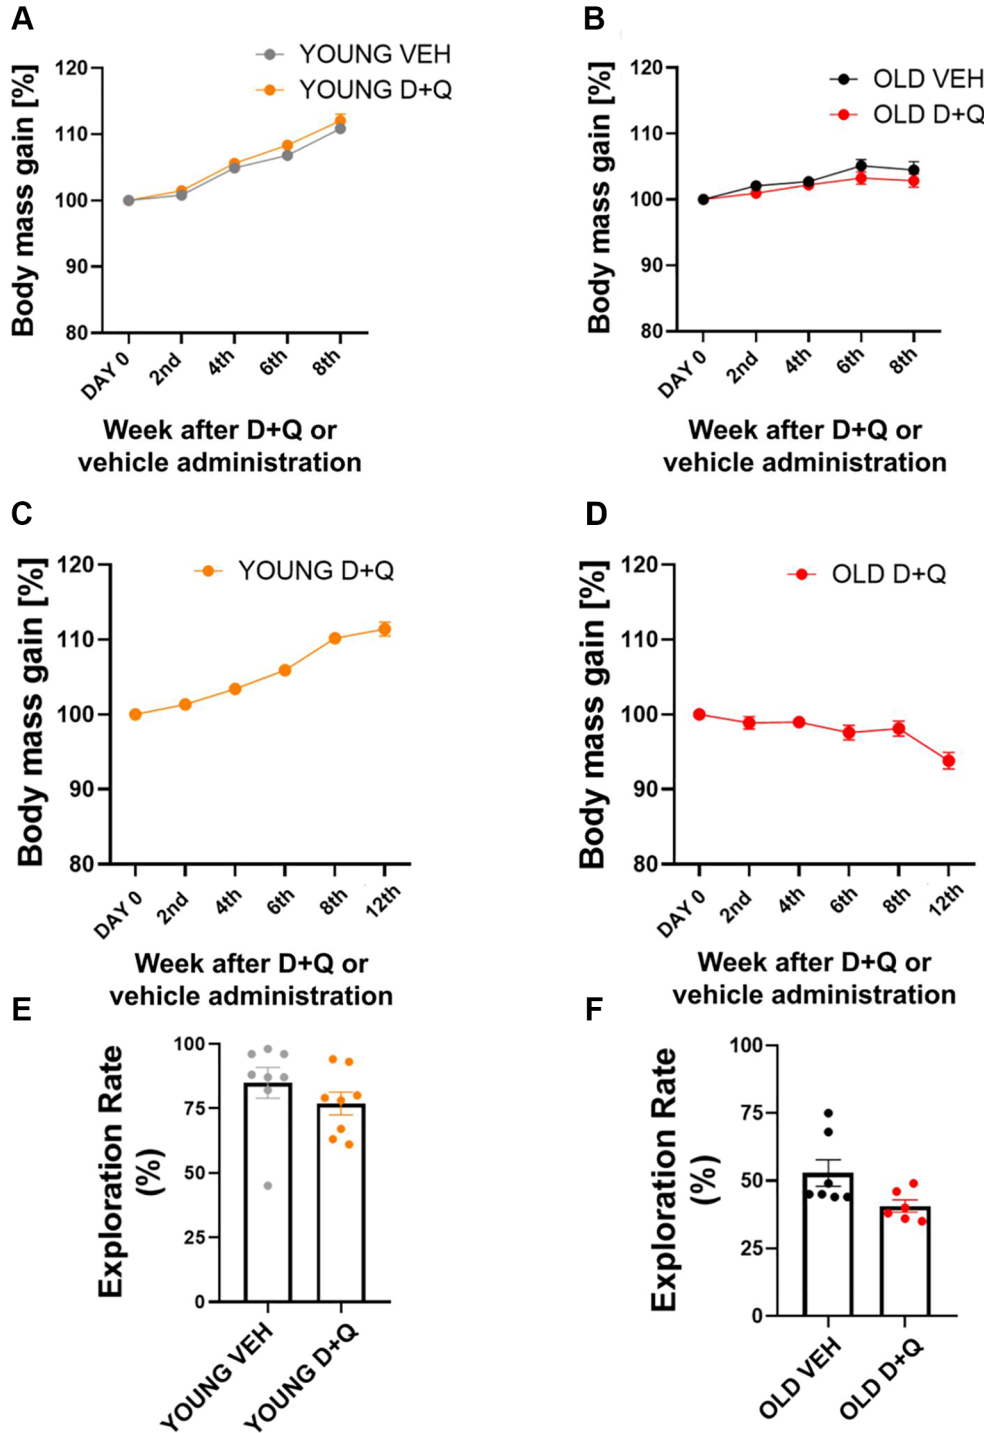 A
YOUNG VEH
YOUNG D+Q
Body mass gain [%]
120
110
100
90
80
DAY 0
2nd
4th
6th
8th
Week after D+Q or
vehicle administration
B
OLD VEH
OLD D+Q
Body mass gain [%]
120
110
100
90
80
DAY 0
2nd
4th
6th
8th
Week after D+Q or
vehicle administration
C
YOUNG D+Q
Body mass gain [%]
120
110
100
90
80
DAY 0
2nd
4th
6th
8th
12th
Week after D+Q or
vehicle administration
D
OLD D+Q
Body mass gain [%]
120
110
100
90
80
DAY 0
2nd
4th
6th
8th
12th
Week after D+Q or
vehicle administration
E
Exploration Rate
(%)
100
75
50
25
0
YOUNG VEH
YOUNG D+Q
F
Exploration Rate
(%)
100
75
50
25
0
OLD VEH
OLD D+Q